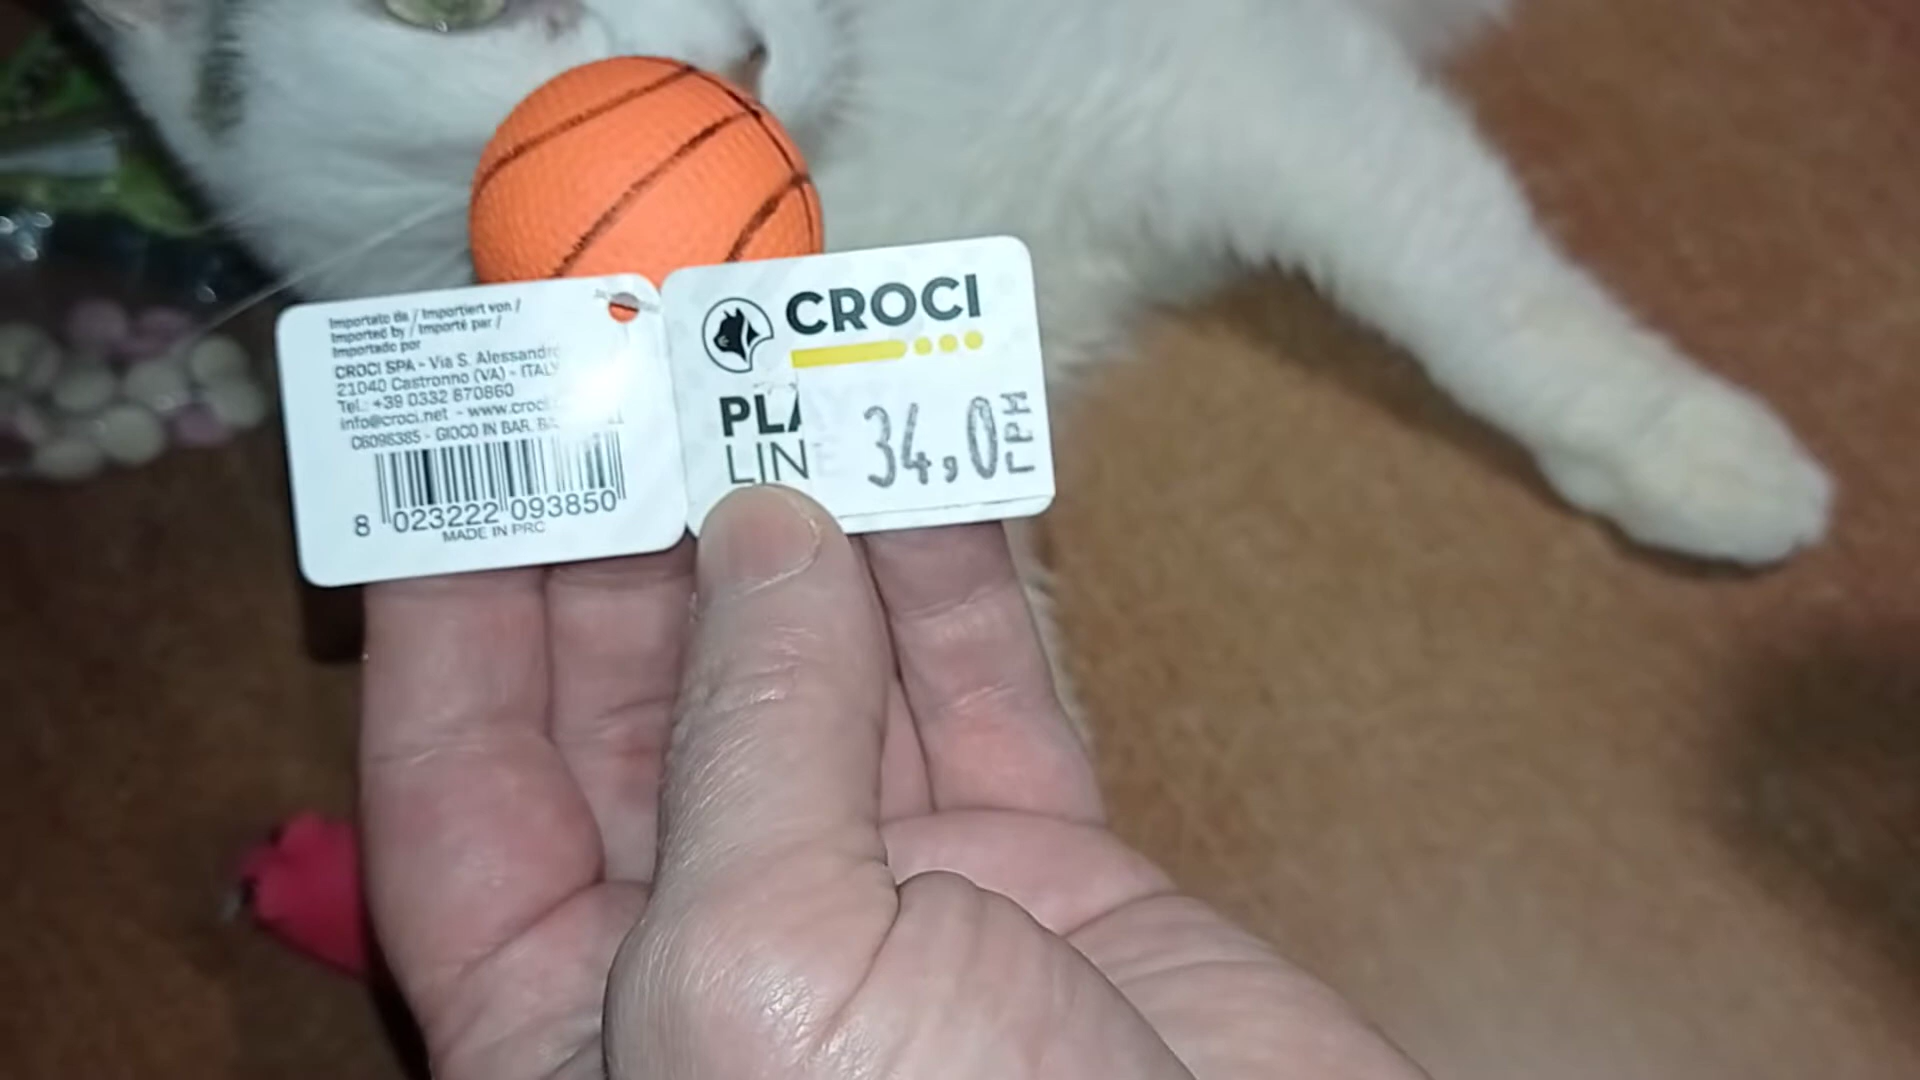 Importato da / Importiert von /
Imported by / Importé par /
Importado por
CROCI SPA - Via S. Alessandro
21040 Castronno (VA) - ITALY
Tel.: +39 0332 870860
info@croci.net - www.croci.
C6098385 - GIOCO IN BAR.
8 023222 093850
MADE IN PRC
CROCI
PLA
LINE
34,0
ГРН